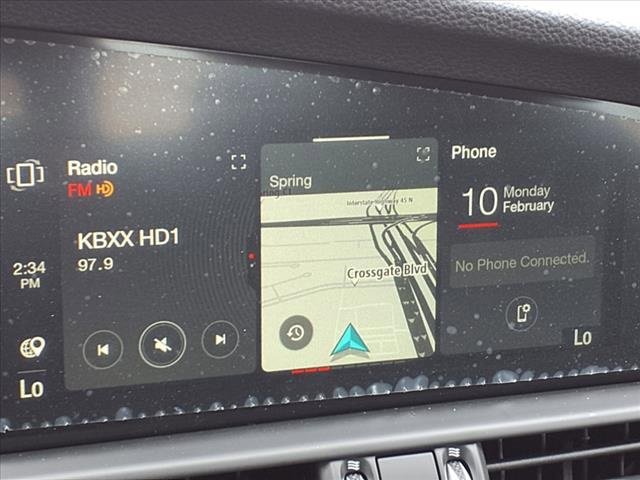 Radio
FM HD
KBXX HD1
97.9
2:34
PM
Lo
Spring
Interstate Highway 45 N
Crossgate Blvd
Phone
10 Monday
February
No Phone Connected.
Lo